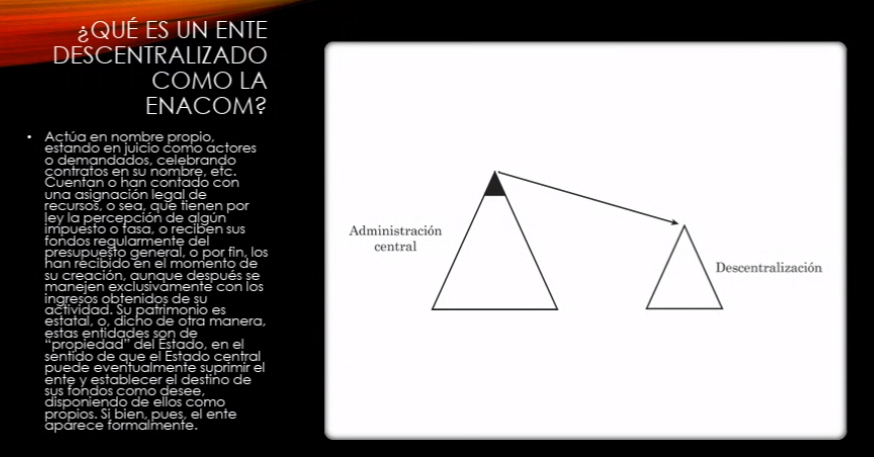 ¿QUÉ ES UN ENTE
DESCENTRALIZADO
COMO LA
ENACOM?
• Actúa en nombre propio,
estando en juicio como actores
o demandados, celebrando
contratos en su nombre, etc.
Cuentan o han contado con
una asignación legal de
recursos, o sea, que tienen por
ley la percepción de algún
impuesto o tasa, o reciben sus
fondos regularmente del
presupuesto general, o por fin, los
han recibido en el momento de
su creación, aunque después se
manejen exclusivamente con los
ingresos obtenidos de su
actividad. Su patrimonio es
estatal, o, dicho de otra manera,
estas entidades son de
“propiedad” del Estado, en el
sentido de que el Estado central
puede eventualmente suprimir el
ente y establecer el destino de
sus fondos como desee,
disponiendo de ellos como
propios. Si bien, pues, el ente
aparece formalmente.
Administración
central
Descentralización